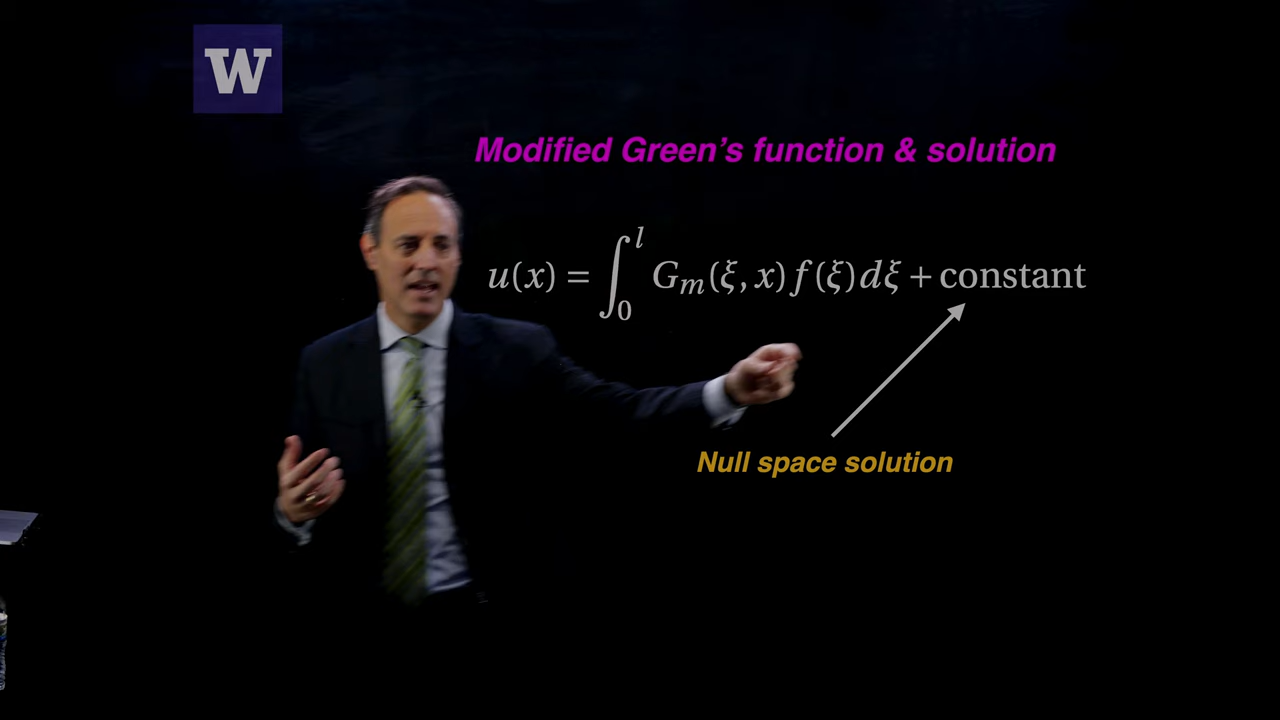 W
Modified Green's function & solution
u(x) = ∫₀ˡ Gₘ(ξ, x) f(ξ) dξ + constant
Null space solution